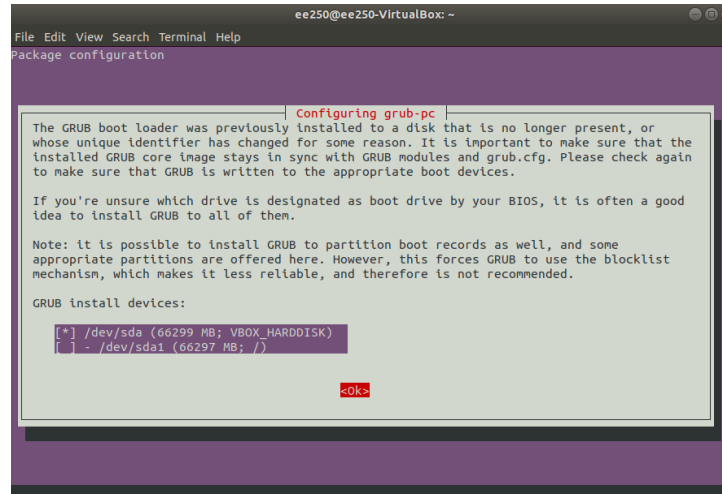 ee250@ee250-VirtualBox: ~
File Edit View Search Terminal Help
Package configuration
Configuring grub-pc
The GRUB boot loader was previously installed to a disk that is no longer present, or
whose unique identifier has changed for some reason. It is important to make sure that the
installed GRUB core image stays in sync with GRUB modules and grub.cfg. Please check again
to make sure that GRUB is written to the appropriate boot devices.
If you're unsure which drive is designated as boot drive by your BIOS, it is often a good
idea to install GRUB to all of them.
Note: it is possible to install GRUB to partition boot records as well, and some
appropriate partitions are offered here. However, this forces GRUB to use the blocklist
mechanism, which makes it less reliable, and therefore is not recommended.
GRUB install devices:
[*] /dev/sda (66299 MB; VBOX_HARDDISK)
[ ] - /dev/sda1 (66297 MB; /)
<Ok>